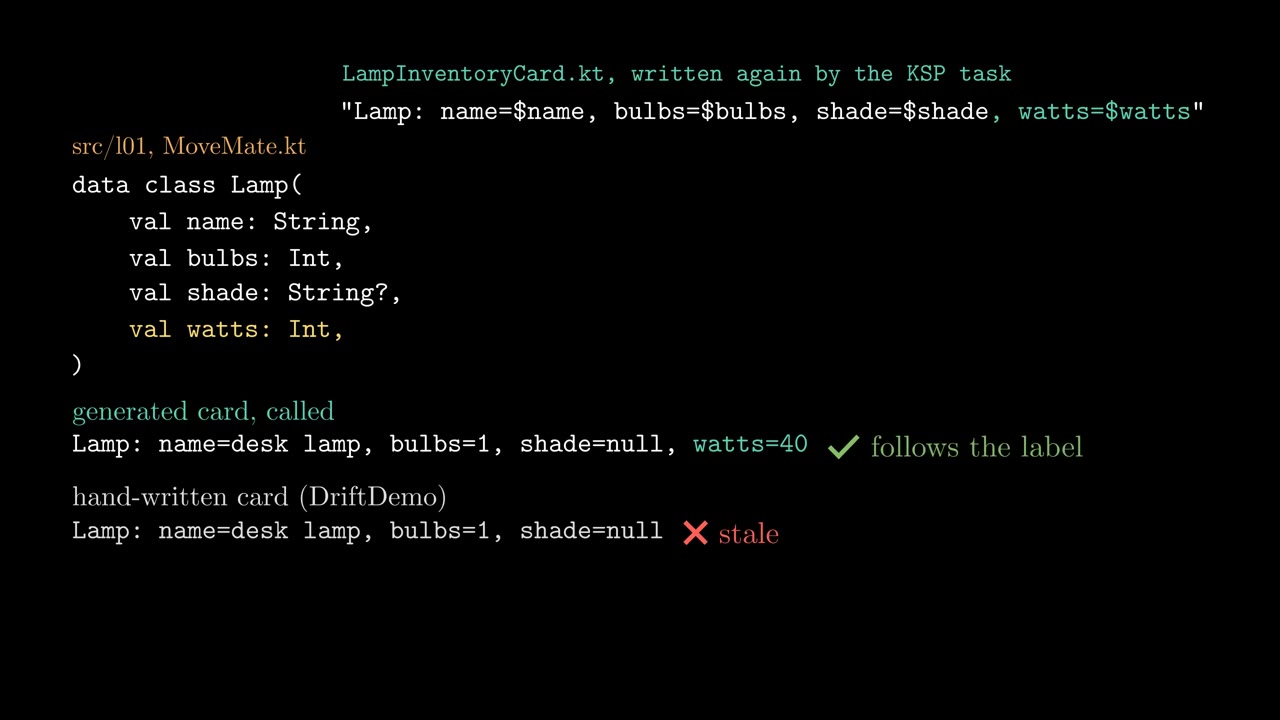 LampInventoryCard.kt, written again by the KSP task
"Lamp: name=$name, bulbs=$bulbs, shade=$shade, watts=$watts"
src/l01, MoveMate.kt
data class Lamp(
    val name: String,
    val bulbs: Int,
    val shade: String?,
    val watts: Int,
)
generated card, called
Lamp: name=desk lamp, bulbs=1, shade=null, watts=40 ✓ follows the label
hand-written card (DriftDemo)
Lamp: name=desk lamp, bulbs=1, shade=null ✗ stale